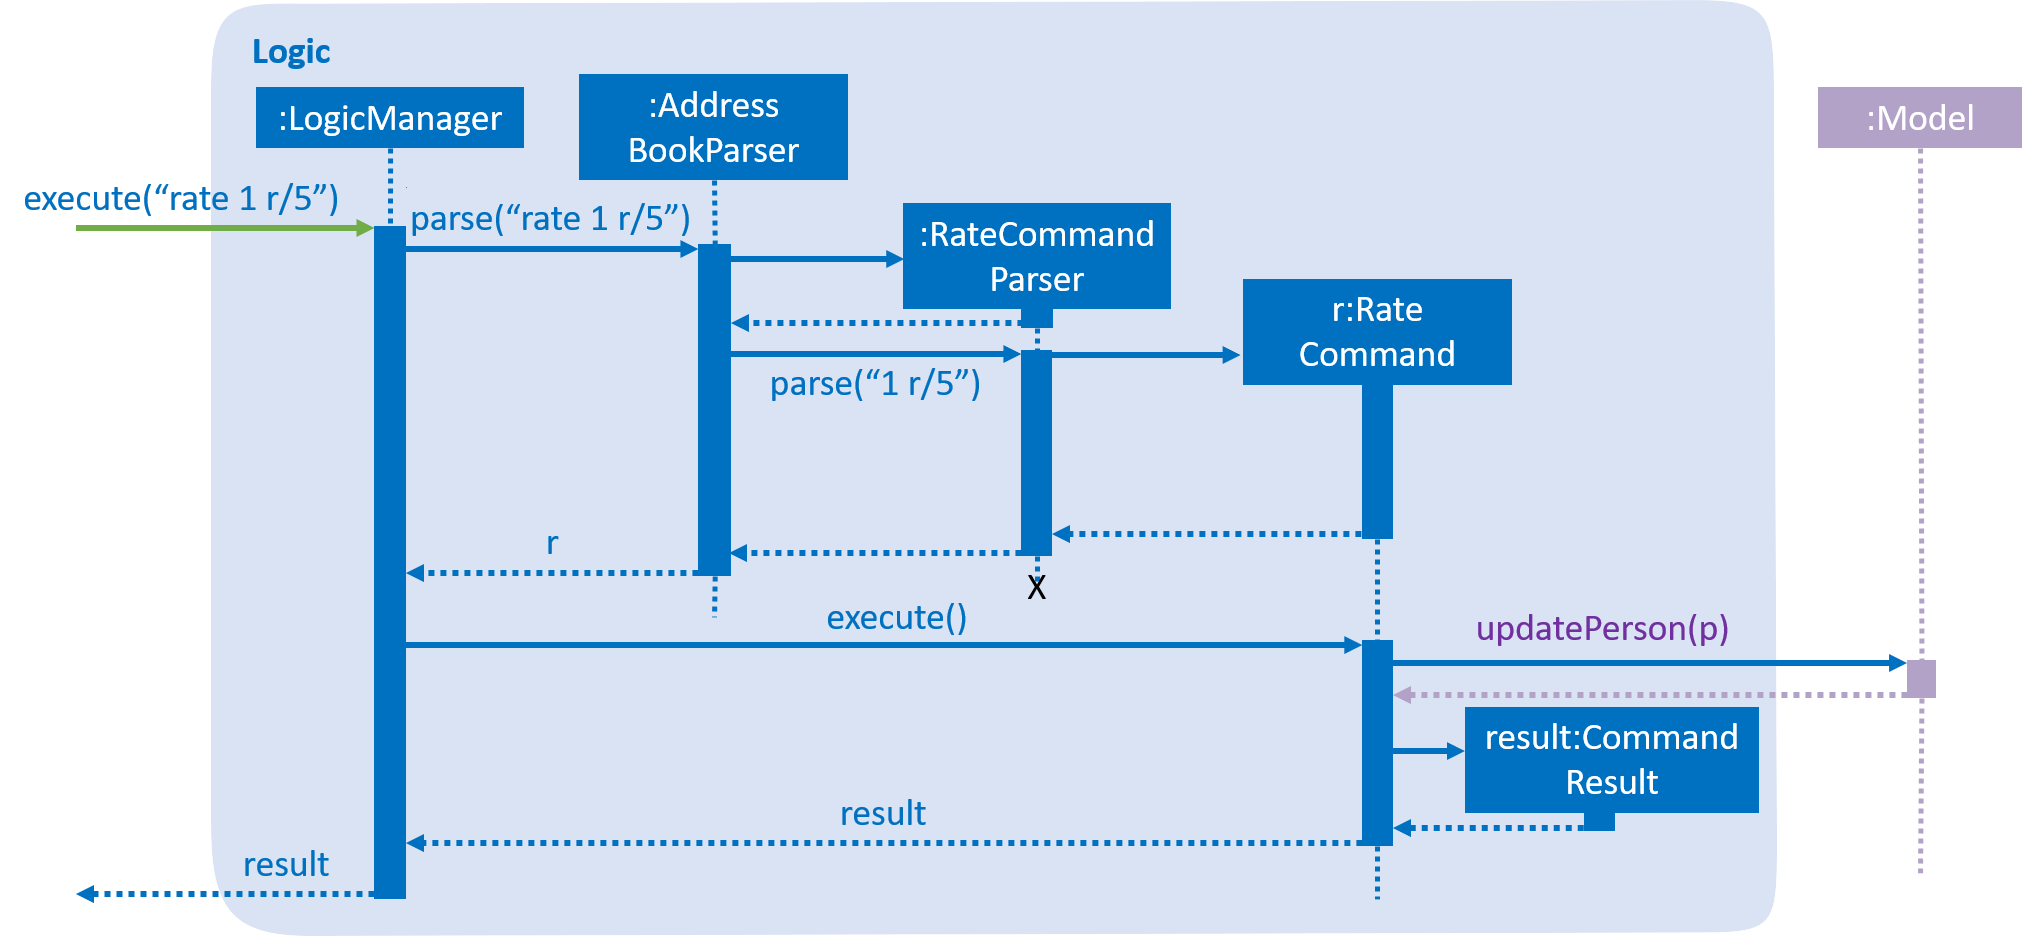 Logic
:LogicManager
:Address
BookParser
:Model
execute(“rate 1 r/5”)
parse(“rate 1 r/5”)
:RateCommand
Parser
r:Rate
Command
parse(“1 r/5”)
r
X
execute()
updatePerson(p)
result:Command
Result
result
result